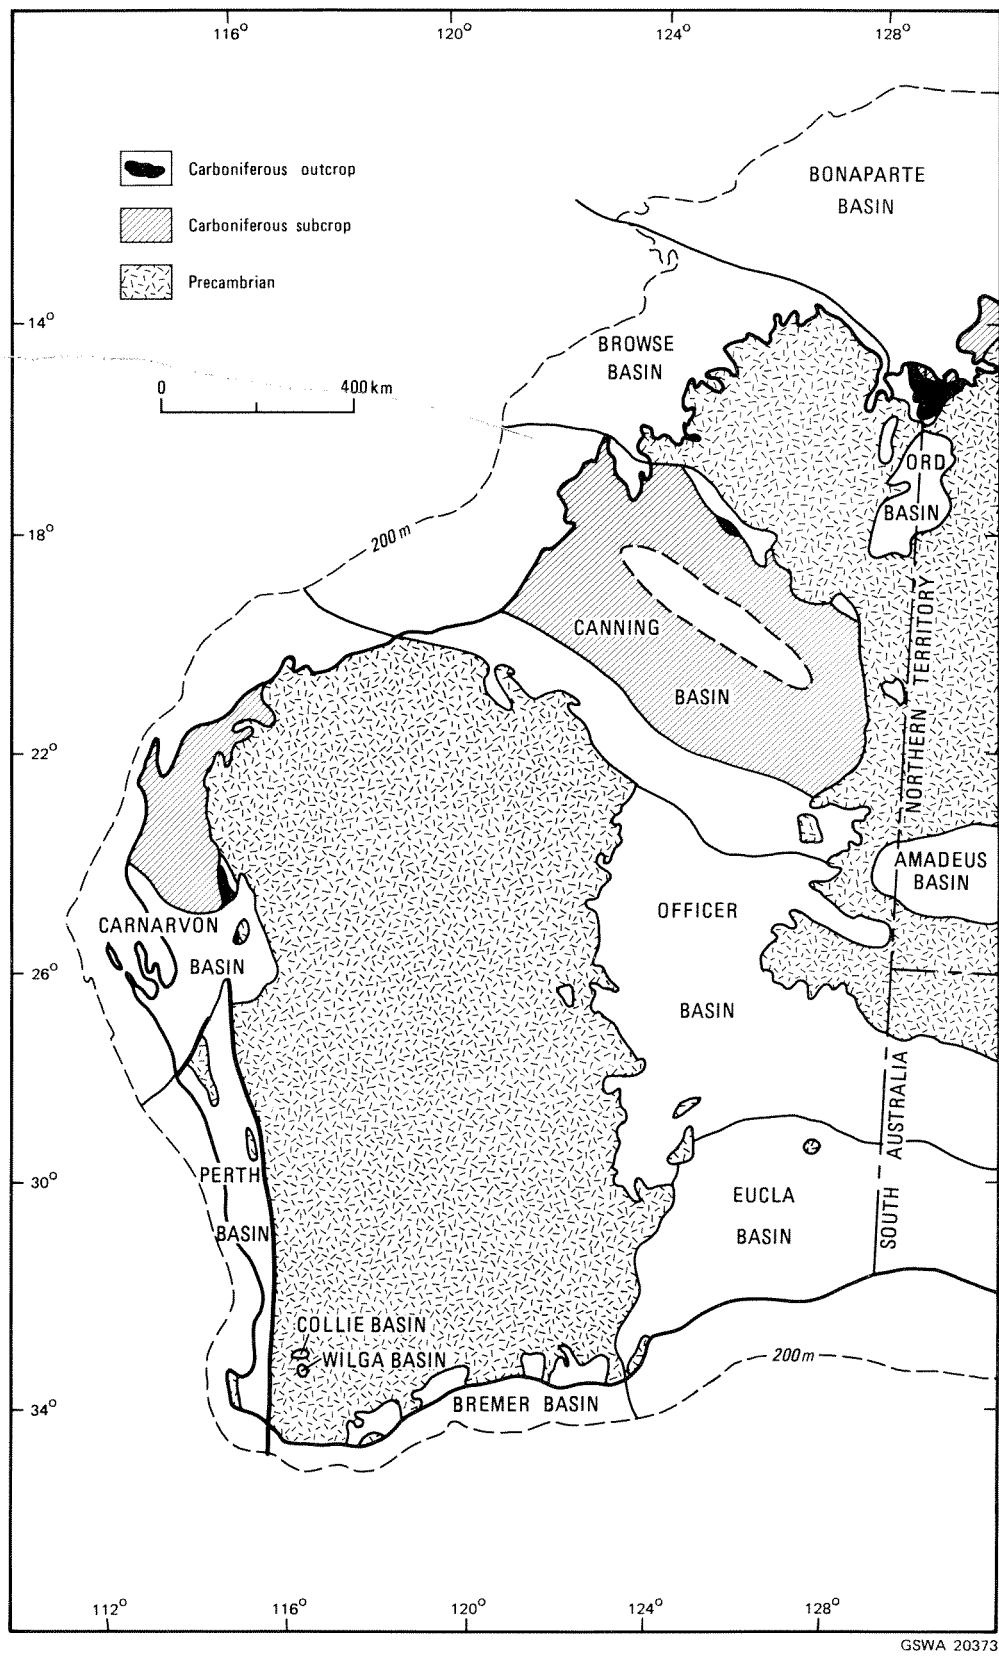 116° 120° 124° 128°
BONAPARTE
BASIN
Carboniferous outcrop
Carboniferous subcrop
Precambrian
14°
BROWSE
BASIN
0 400 km
ORD
BASIN
18°
200 m
CANNING
BASIN
NORTHERN TERRITORY
22°
AMADEUS
BASIN
OFFICER
BASIN
CARNARVON
BASIN
26°
SOUTH AUSTRALIA
PERTH
BASIN
30°
EUCLA
BASIN
COLLIE BASIN
WILGA BASIN
200 m
BREMER BASIN
34°
112° 116° 120° 124° 128°
GSWA 20373